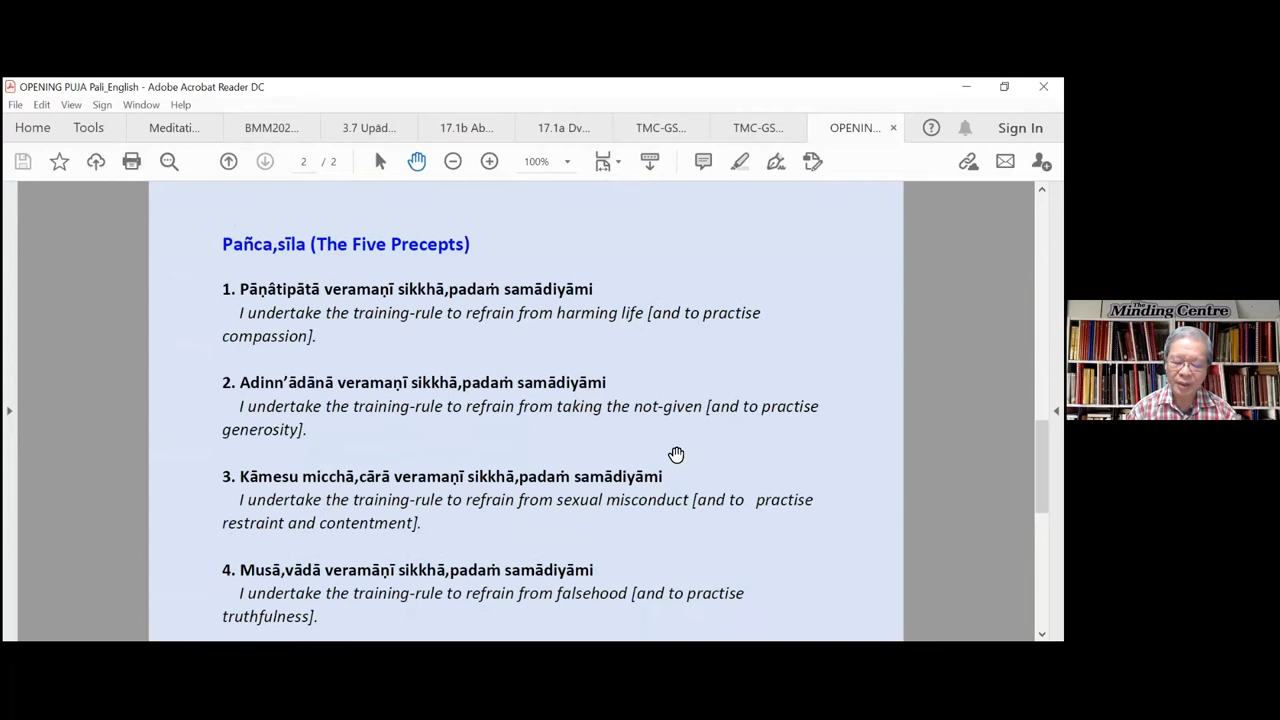 OPENING PUJA Pali_English - Adobe Acrobat Reader DC
File Edit View Sign Window Help
Home Tools Meditati... BMM202... 3.7 Upād... 17.1b Ab... 17.1a Dv... TMC-GS... TMC-GS... OPENIN... × Sign In
2 / 2 100%
Pañca,sīla (The Five Precepts)
1. Pāṇâtipātā veramaṇī sikkhā,padaṁ samādiyāmi
I undertake the training-rule to refrain from harming life [and to practise
compassion].
2. Adinn’ādānā veramaṇī sikkhā,padaṁ samādiyāmi
I undertake the training-rule to refrain from taking the not-given [and to practise
generosity].
3. Kāmesu micchā,cārā veramaṇī sikkhā,padaṁ samādiyāmi
I undertake the training-rule to refrain from sexual misconduct [and to practise
restraint and contentment].
4. Musā,vādā veramāṇī sikkhā,padaṁ samādiyāmi
I undertake the training-rule to refrain from falsehood [and to practise
truthfulness].
The
Minding Centre